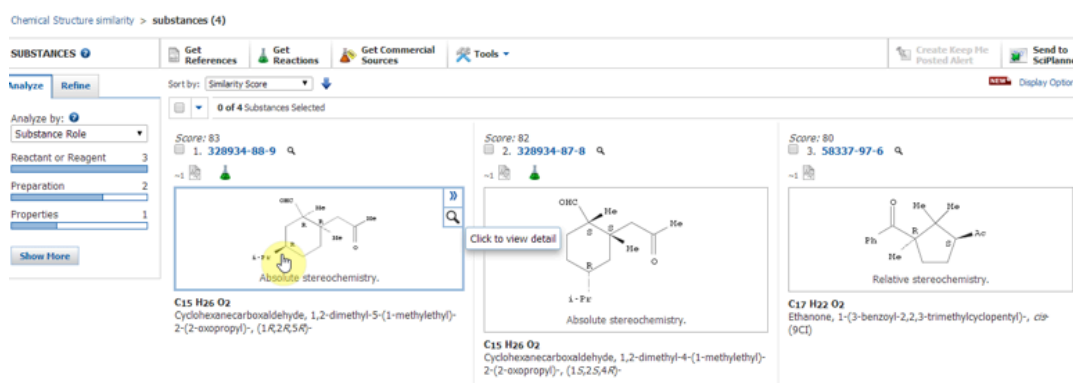 Chemical Structure similarity > substances (4)
SUBSTANCES
Get References
Get Reactions
Get Commercial Sources
Tools
Create Keep Me Posted Alert
Send to SciPlanne
Analyze Refine
Sort by: Similarity Score
NEW Display Option
0 of 4 Substances Selected
Analyze by:
Substance Role
Reactant or Reagent 3
Preparation 2
Properties 1
Show More
Score: 83
1. 328934-88-9
~1
OHC
Me
R
R
Me
Me
O
R
i-Pr
Absolute stereochemistry.
C15 H26 O2
Cyclohexanecarboxaldehyde, 1,2-dimethyl-5-(1-methylethyl)-
2-(2-oxopropyl)-, (1R,2R,5R)-
Click to view detail
Score: 82
2. 328934-87-8
~1
OHC
Me
S
S
Me
Me
O
R
i-Pr
Absolute stereochemistry.
C15 H26 O2
Cyclohexanecarboxaldehyde, 1,2-dimethyl-4-(1-methylethyl)-
2-(2-oxopropyl)-, (1S,2S,4R)-
Score: 80
3. 58337-97-6
~1
O
Me
Me
Ph
R
S
Ac
Me
Relative stereochemistry.
C17 H22 O2
Ethanone, 1-(3-benzoyl-2,2,3-trimethylcyclopentyl)-, cis-
(9CI)